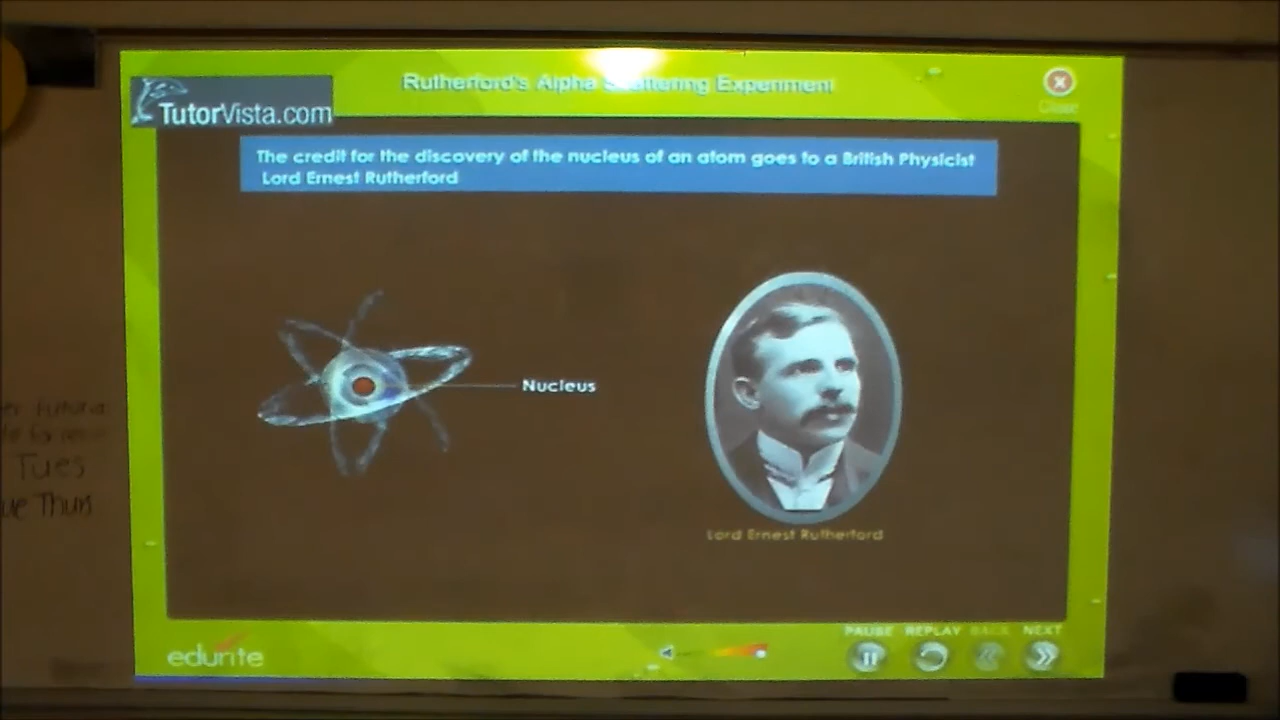 Rutherford's Alpha Scattering Experiment
TutorVista.com
Close
The credit for the discovery of the nucleus of an atom goes to a British Physicist
Lord Ernest Rutherford
Nucleus
Lord Ernest Rutherford
Tues
Thurs
PAUSE REPLAY BACK NEXT
edurite